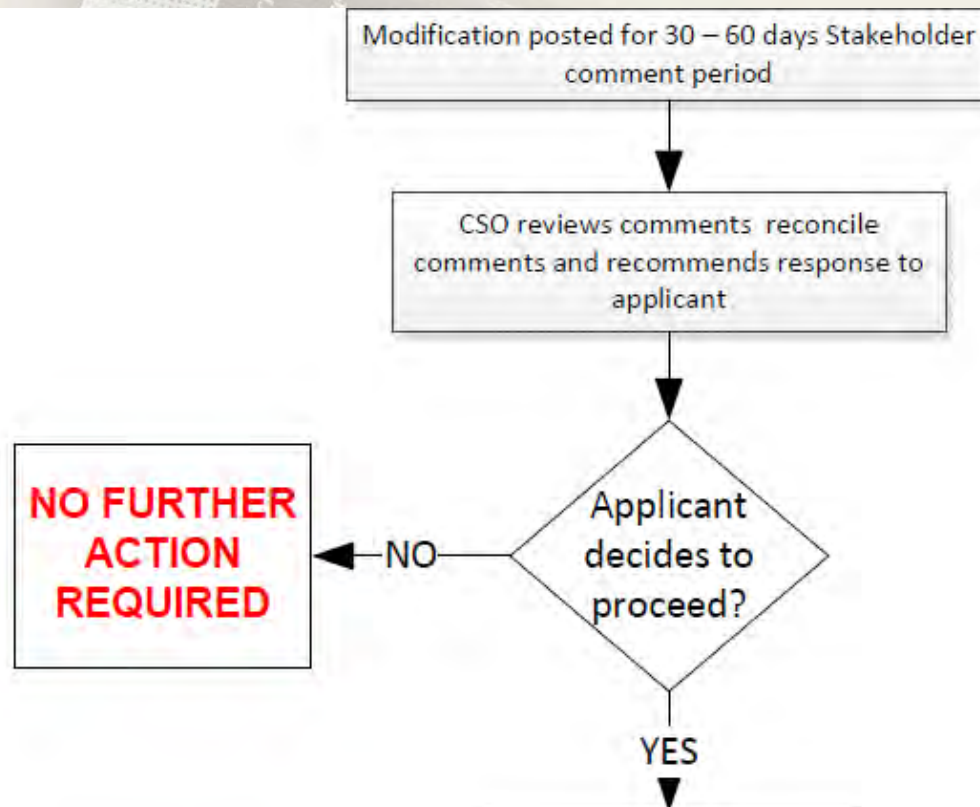 Modification posted for 30 – 60 days Stakeholder
comment period
CSO reviews comments reconcile
comments and recommends response to
applicant
Applicant
decides to
proceed?
NO
NO FURTHER
ACTION
REQUIRED
YES